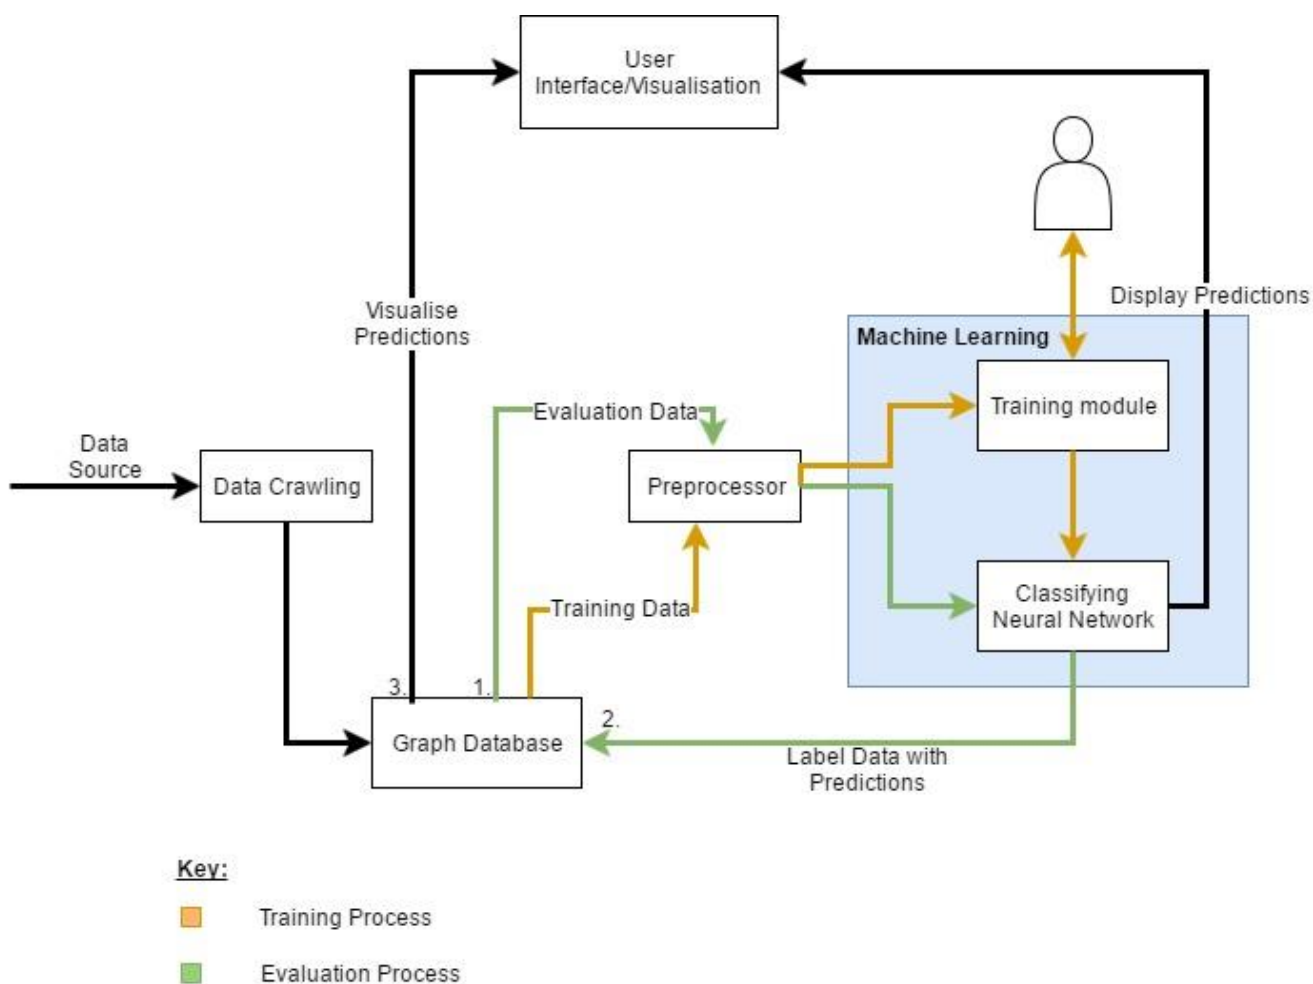 User
Interface/Visualisation
Display Predictions
Visualise
Predictions
Machine Learning
Training module
Evaluation Data
Data
Source
Data Crawling
Preprocessor
Classifying
Neural Network
Training Data
3.
1.
2.
Graph Database
Label Data with
Predictions
Key:
Training Process
Evaluation Process